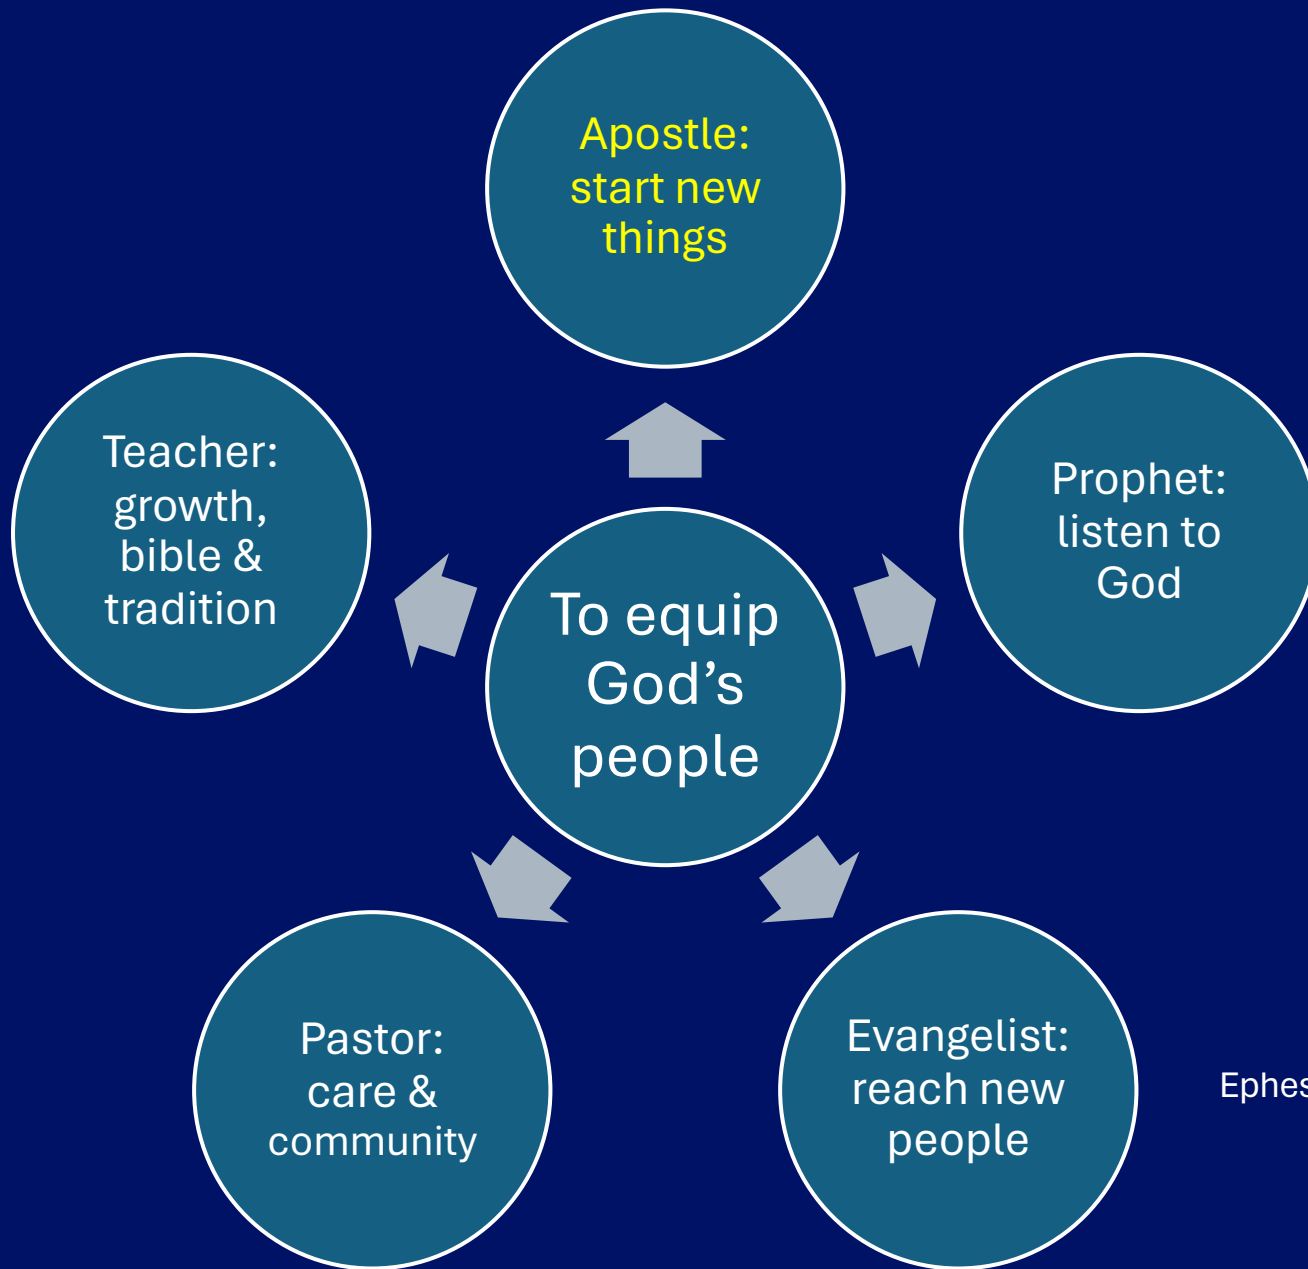 Apostle:
start new
things
Teacher:
growth,
bible &
tradition
Prophet:
listen to
God
To equip
God’s
people
Pastor:
care &
community
Evangelist:
reach new
people
Ephes